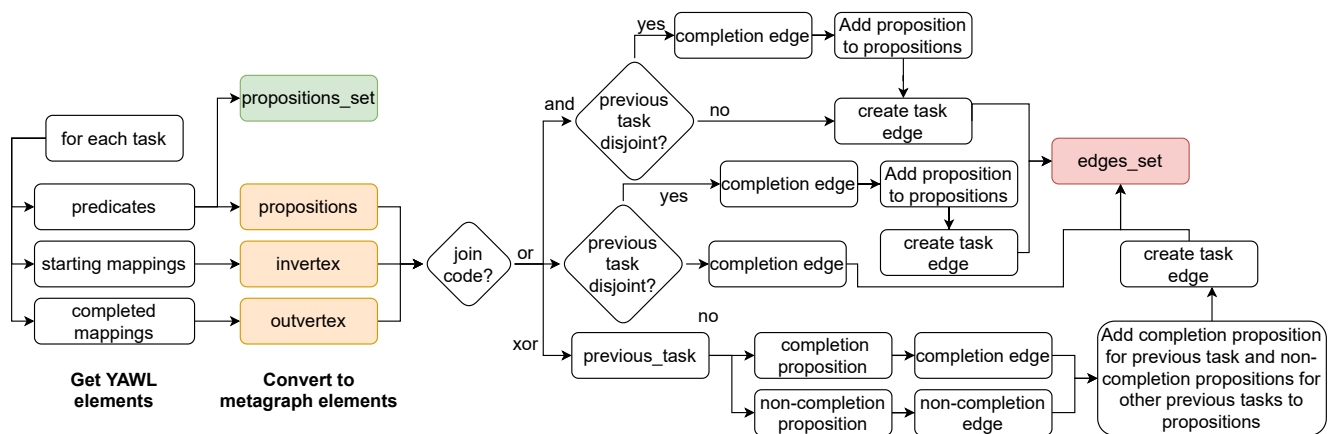 for each task
predicates
starting mappings
completed
mappings
Get YAWL
elements
propositions_set
propositions
invertex
outvertex
Convert to
metagraph elements
join
code?
and
or
xor
previous
task
disjoint?
yes
no
completion edge
Add proposition
to propositions
create task
edge
previous
task
disjoint?
yes
no
completion edge
Add proposition
to propositions
create task
edge
completion edge
previous_task
completion
proposition
completion edge
non-completion
proposition
non-completion
edge
Add completion proposition
for previous task and non-
completion propositions for
other previous tasks to
propositions
create task
edge
edges_set